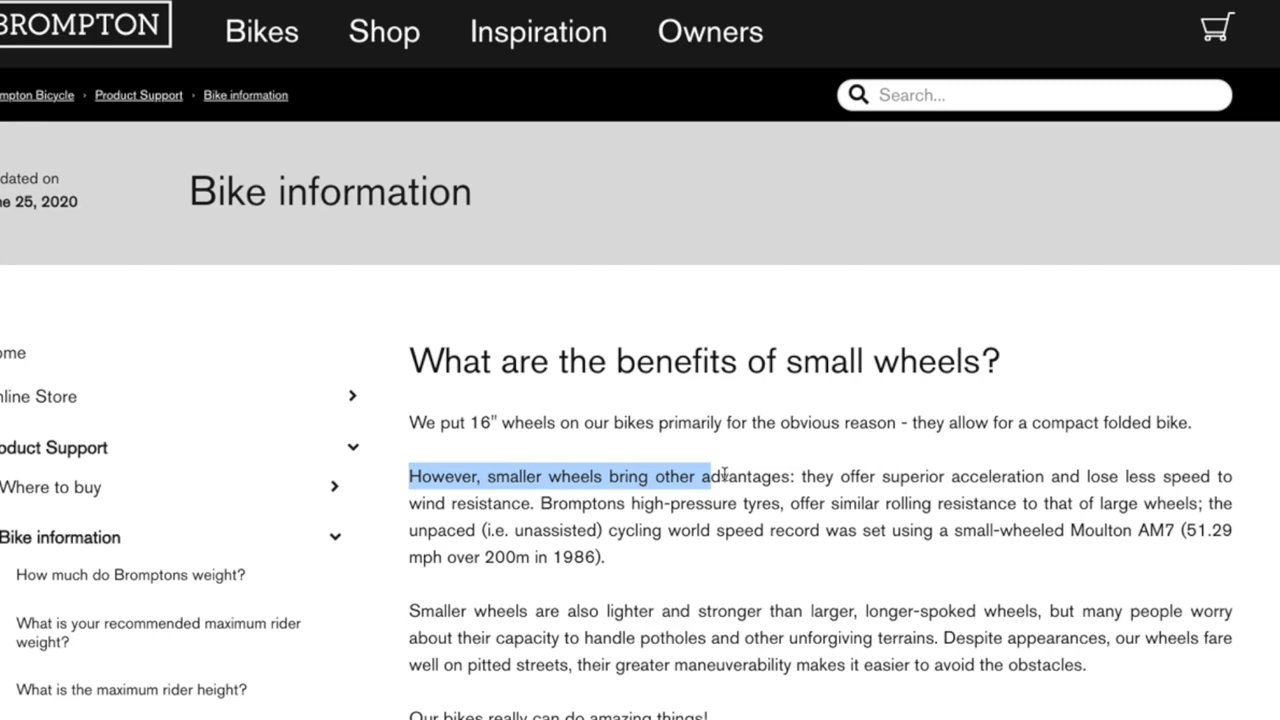 BROMPTON
Bikes Shop Inspiration Owners
mpton Bicycle › Product Support › Bike information
Search...
dated on
ne 25, 2020
Bike information
ome
nline Store
oduct Support
Where to buy
Bike information
How much do Bromptons weight?
What is your recommended maximum rider
weight?
What is the maximum rider height?
What are the benefits of small wheels?
We put 16" wheels on our bikes primarily for the obvious reason - they allow for a compact folded bike.
However, smaller wheels bring other advantages: they offer superior acceleration and lose less speed to
wind resistance. Bromptons high-pressure tyres, offer similar rolling resistance to that of large wheels; the
unpaced (i.e. unassisted) cycling world speed record was set using a small-wheeled Moulton AM7 (51.29
mph over 200m in 1986).
Smaller wheels are also lighter and stronger than larger, longer-spoked wheels, but many people worry
about their capacity to handle potholes and other unforgiving terrains. Despite appearances, our wheels fare
well on pitted streets, their greater maneuverability makes it easier to avoid the obstacles.
Our bikes really can do amazing things!